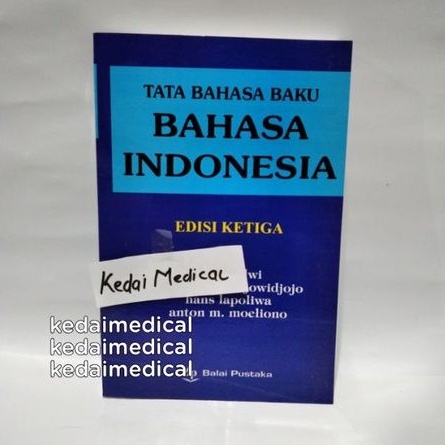 TATA BAHASA BAKU
BAHASA
INDONESIA
EDISI KETIGA
Kedai Medical
hans lapoliwa
anton m. moeliono
kedaimedical
kedaimedical
kedaimedical
Balai Pustaka